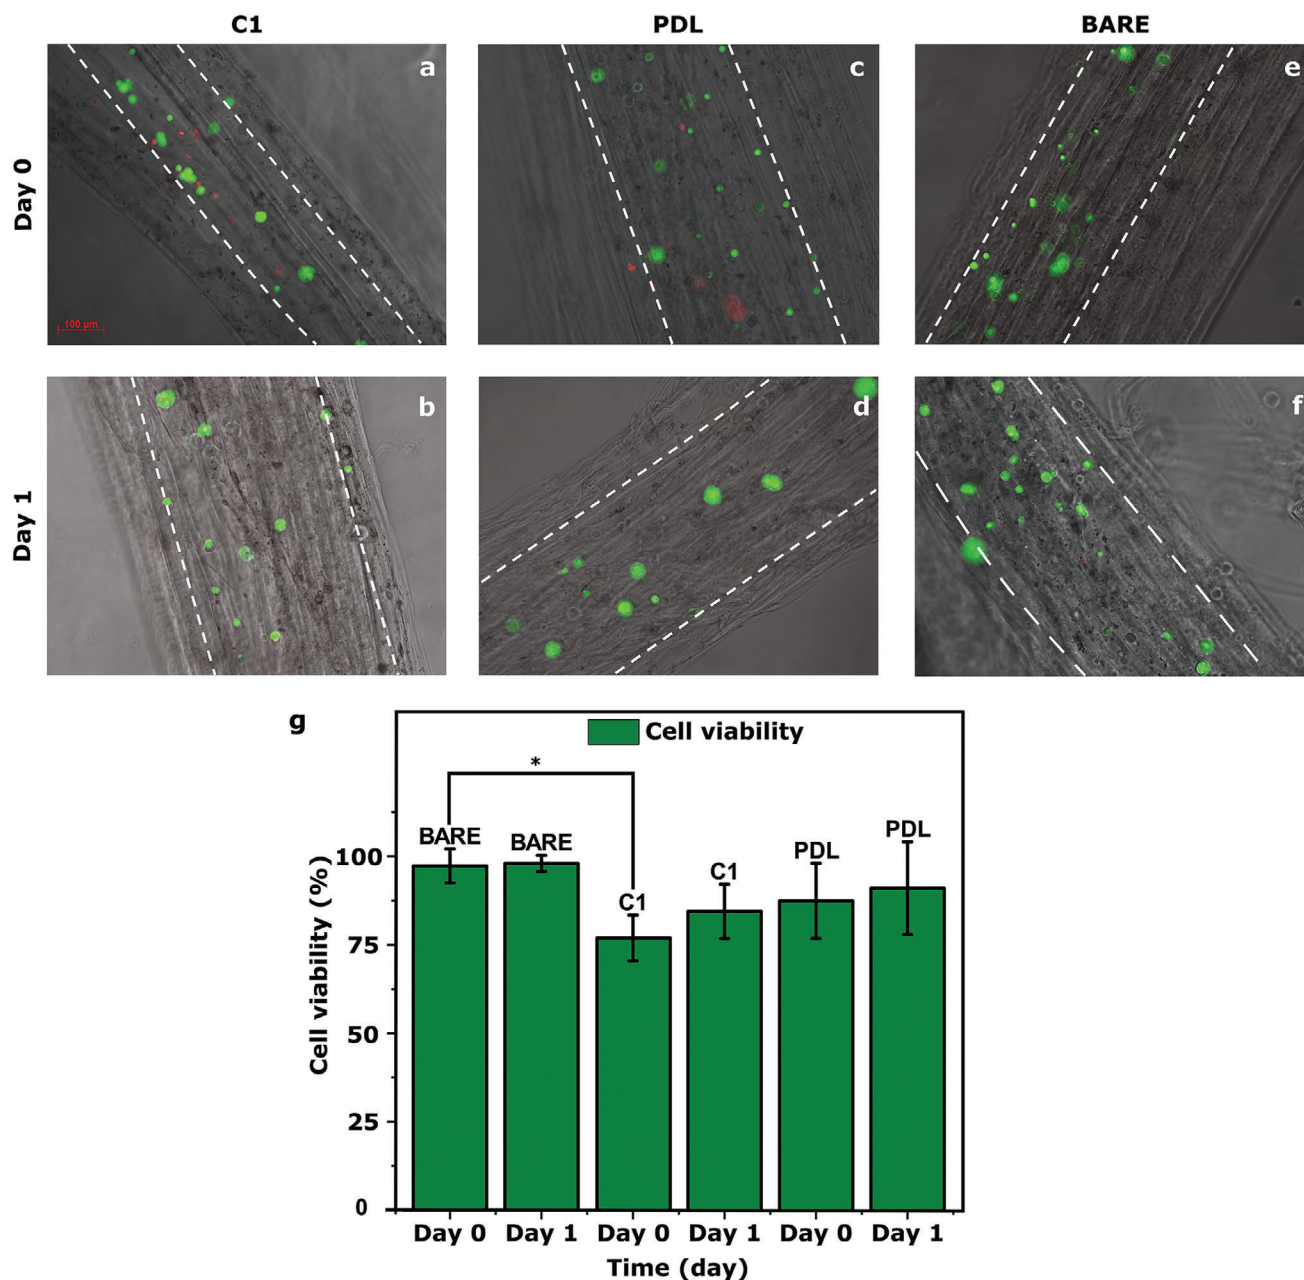 C1 PDL BARE
Day 0
a
c
e
100 μm
Day 1
b
d
f
g
Cell viability
*
BARE BARE C1 C1 PDL PDL
Cell viability (%)
100
75
50
25
0
Day 0 Day 1 Day 0 Day 1 Day 0 Day 1
Time (day)